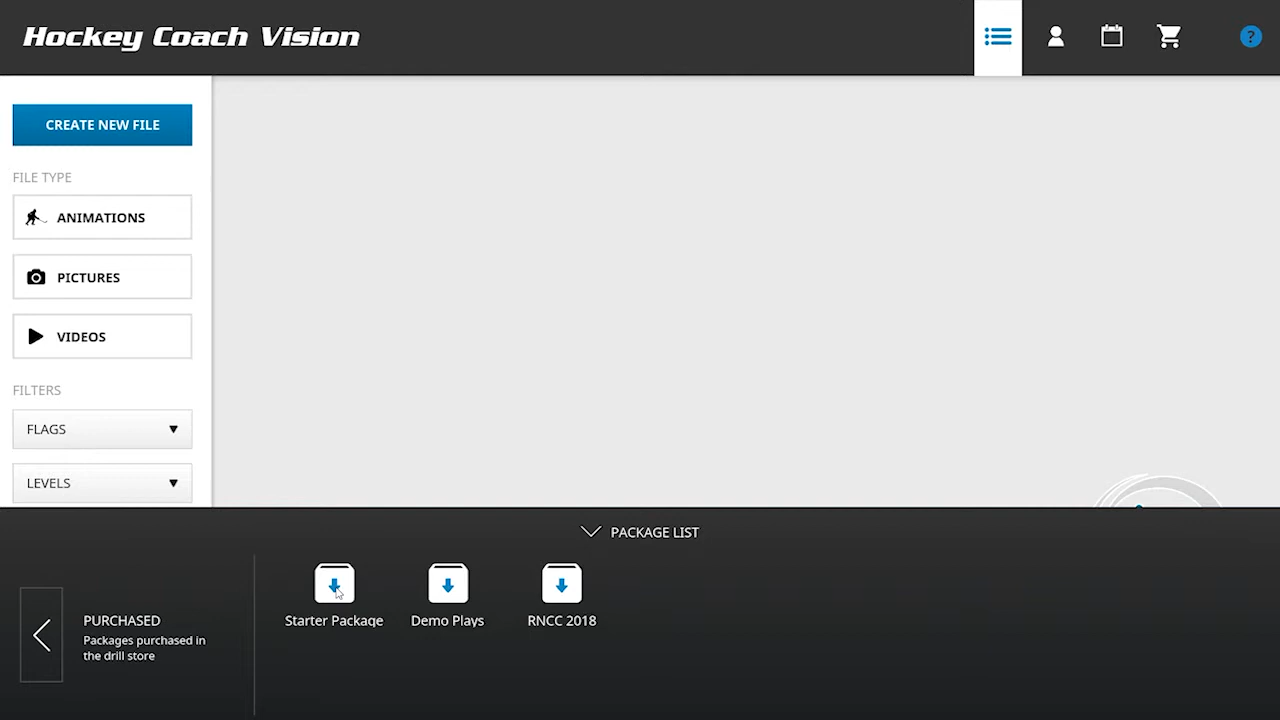 Hockey Coach Vision
?
CREATE NEW FILE
FILE TYPE
ANIMATIONS
PICTURES
VIDEOS
FILTERS
FLAGS
LEVELS
PACKAGE LIST
PURCHASED
Packages purchased in
the drill store
Starter Package
Demo Plays
RNCC 2018